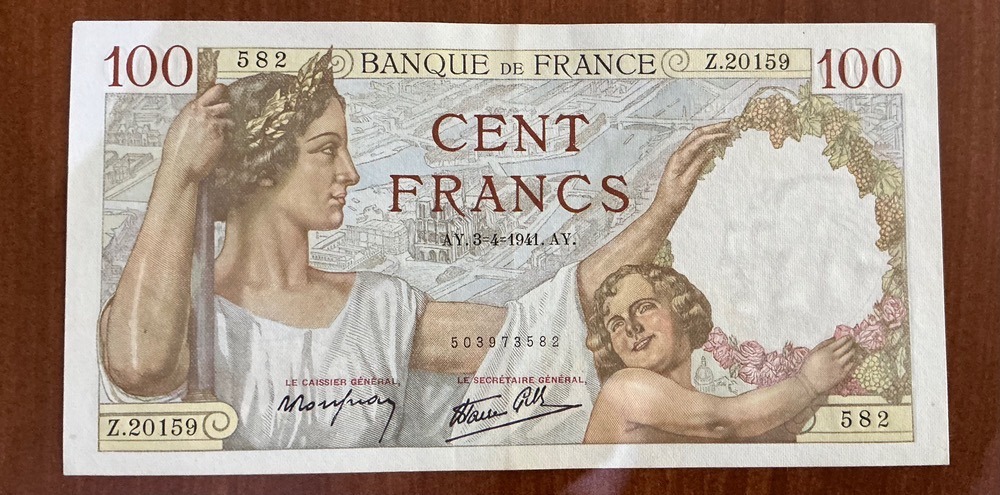 100 582 BANQUE DE FRANCE Z.20159 100
CENT
FRANCS
AY. 3=4=1941. AY.
503973582
LE CAISSIER GÉNÉRAL, LE SECRÉTAIRE GÉNÉRAL,
Z.20159 582